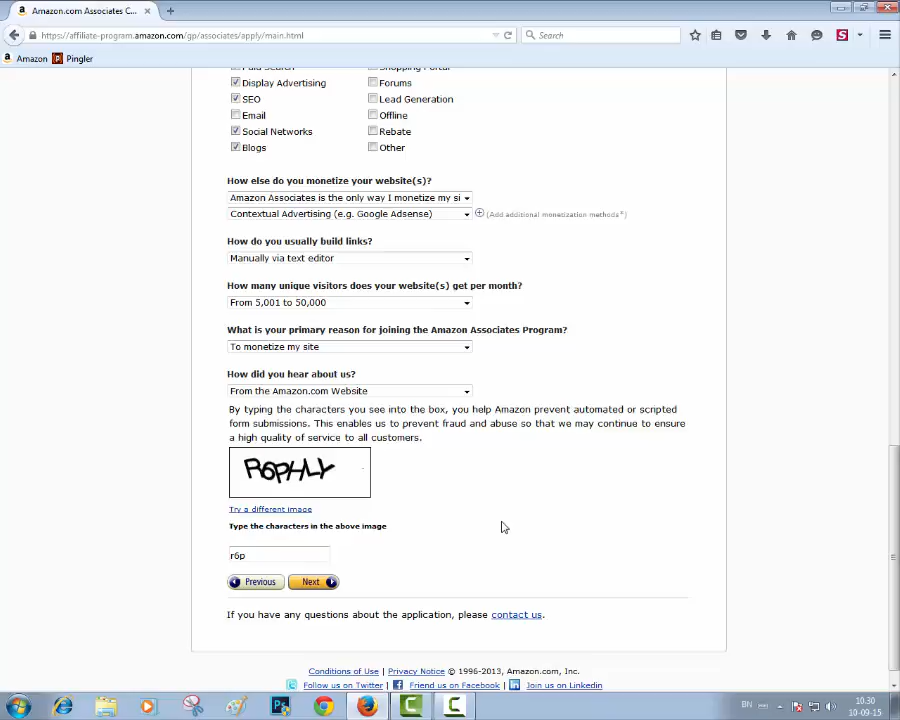 Amazon.com Associates C...
https://affiliate-program.amazon.com/gp/associates/apply/main.html
Search
Amazon
Pingler
Paid Search
Shopping Portal
Display Advertising
Forums
SEO
Lead Generation
Email
Offline
Social Networks
Rebate
Blogs
Other
How else do you monetize your website(s)?
Amazon Associates is the only way I monetize my si
Contextual Advertising (e.g. Google Adsense)
(Add additional monetization methods*)
How do you usually build links?
Manually via text editor
How many unique visitors does your website(s) get per month?
From 5,001 to 50,000
What is your primary reason for joining the Amazon Associates Program?
To monetize my site
How did you hear about us?
From the Amazon.com Website
By typing the characters you see into the box, you help Amazon prevent automated or scripted
form submissions. This enables us to prevent fraud and abuse so that we may continue to ensure
a high quality of service to all customers.
R6PHLY
Try a different image
Type the characters in the above image
r6p
Previous
Next
If you have any questions about the application, please contact us.
Conditions of Use | Privacy Notice © 1996-2013, Amazon.com, Inc.
Follow us on Twitter | Friend us on Facebook | Join us on Linkedin
BN
10.30
10-09-15